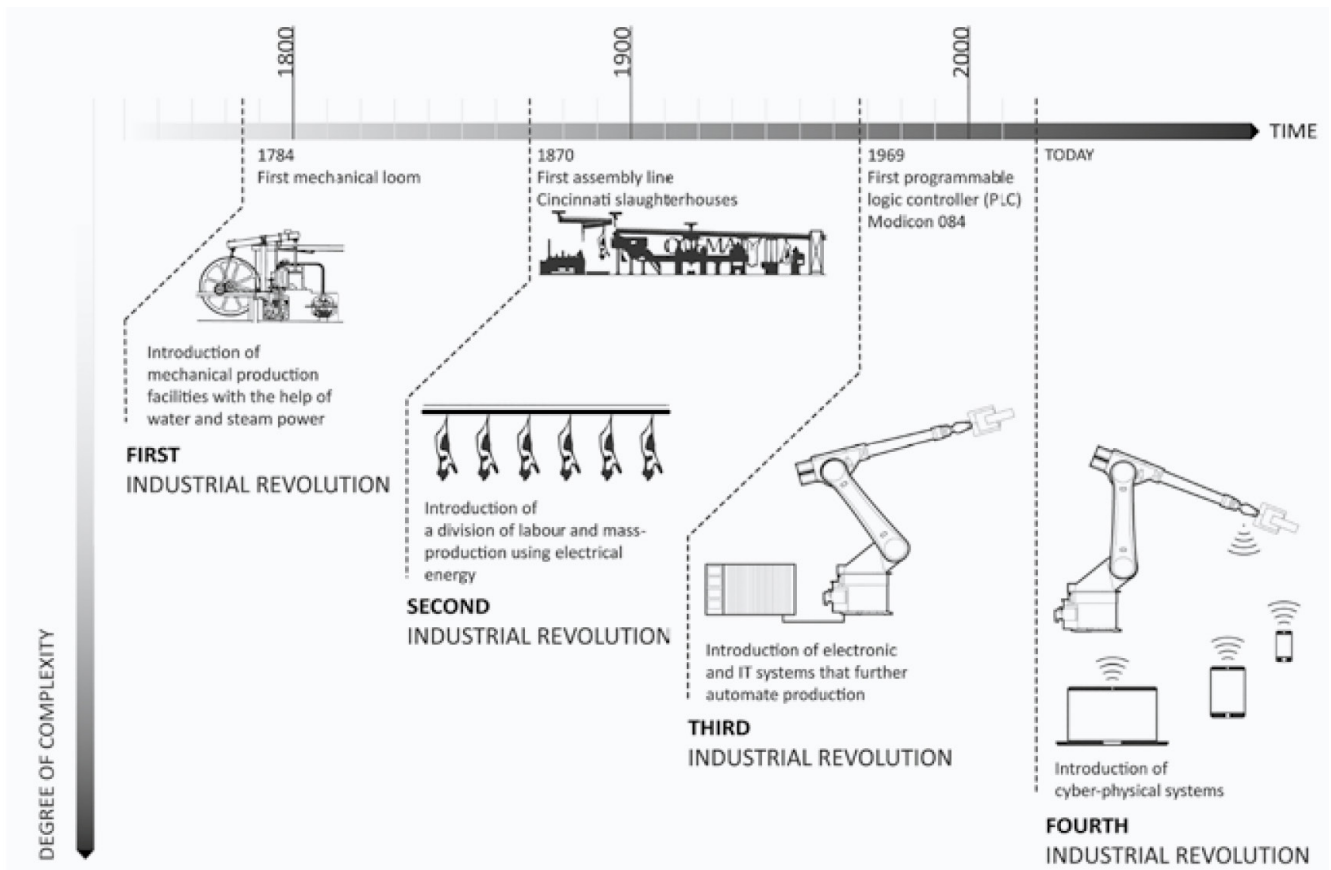 1800
1900
2000
TIME
1784
First mechanical loom
1870
First assembly line
Cincinnati slaughterhouses
1969
First programmable
logic controller (PLC)
Modicon 084
TODAY
Introduction of
mechanical production
facilities with the help of
water and steam power
FIRST
INDUSTRIAL REVOLUTION
Introduction of
a division of labour and mass-
production using electrical
energy
SECOND
INDUSTRIAL REVOLUTION
Introduction of electronic
and IT systems that further
automate production
THIRD
INDUSTRIAL REVOLUTION
Introduction of
cyber-physical systems
FOURTH
INDUSTRIAL REVOLUTION
DEGREE OF COMPLEXITY